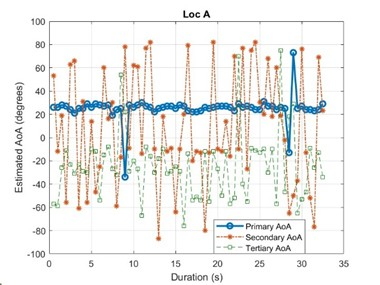 Loc A
Estimated AoA (degrees)
100
80
60
40
20
0
-20
-40
-60
-80
-100
Primary AoA
Secondary AoA
Tertiary AoA
0 5 10 15 20 25 30 35
Duration (s)